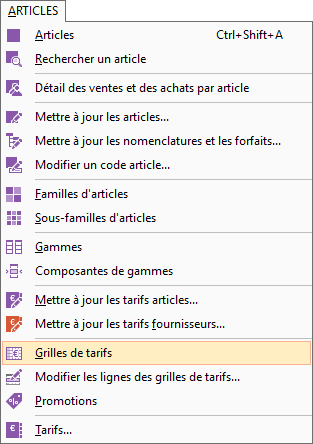 ARTICLES
Articles Ctrl+Shift+A
Rechercher un article
Détail des ventes et des achats par article
Mettre à jour les articles...
Mettre à jour les nomenclatures et les forfaits...
Modifier un code article...
Familles d'articles
Sous-familles d'articles
Gammes
Composantes de gammes
Mettre à jour les tarifs articles...
Mettre à jour les tarifs fournisseurs...
Grilles de tarifs
Modifier les lignes des grilles de tarifs...
Promotions
Tarifs...